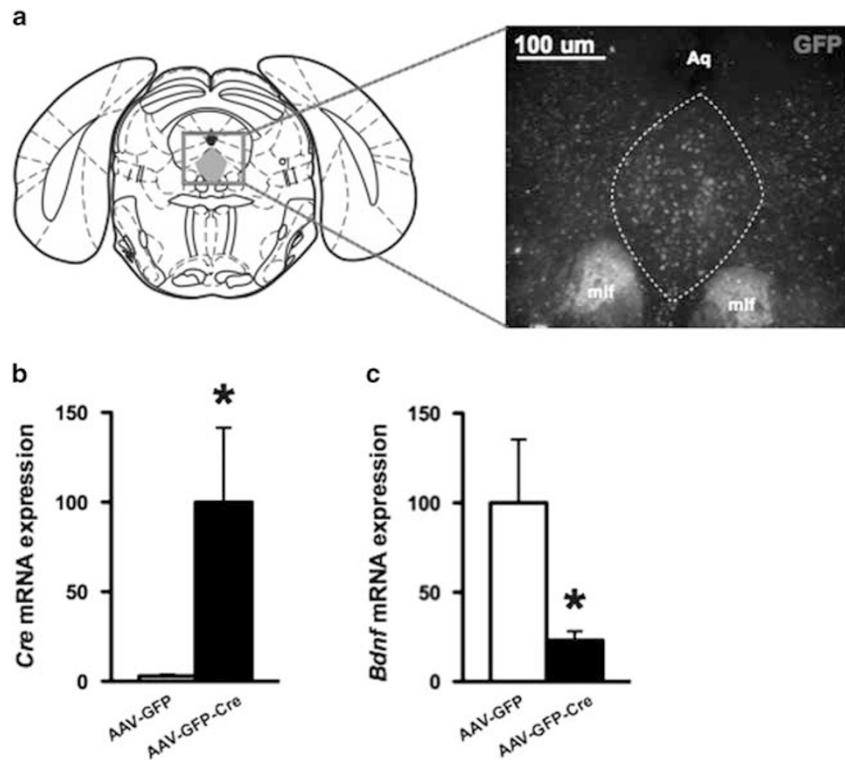 a
100 um
GFP
Aq
mlf
mlf
b
*
Cre mRNA expression
150
100
50
0
AAV-GFP
AAV-GFP-Cre
c
*
Bdnf mRNA expression
150
100
50
0
AAV-GFP
AAV-GFP-Cre